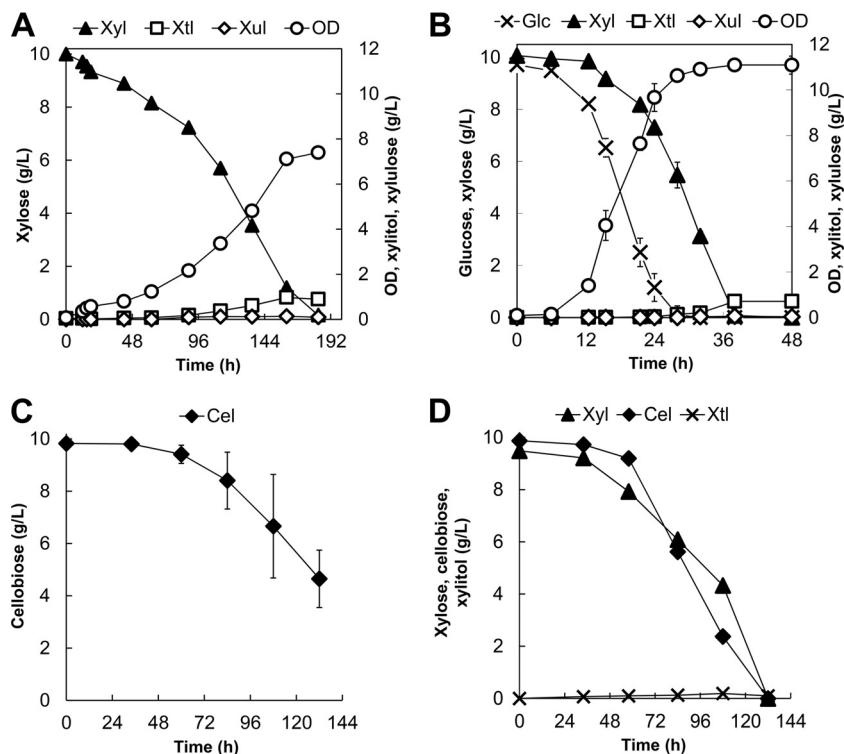 A
Xyl Xtl Xul OD
10 12
8 10
6 8
4 6
2 4
0 2
0
0 48 96 144 192
Time (h)
Xylose (g/L)
OD, xylitol, xylulose (g/L)
B
Glc Xyl Xtl Xul OD
10 12
8 10
6 8
4 6
2 4
0 2
0
0 12 24 36 48
Time (h)
Glucose, xylose (g/L)
OD, xylitol, xylulose (g/L)
C
Cel
10
8
6
4
2
0
0 24 48 72 96 120 144
Time (h)
Cellobiose (g/L)
D
Xyl Cel Xtl
10
8
6
4
2
0
0 24 48 72 96 120 144
Time (h)
Xylose, cellobiose,
xylitol (g/L)